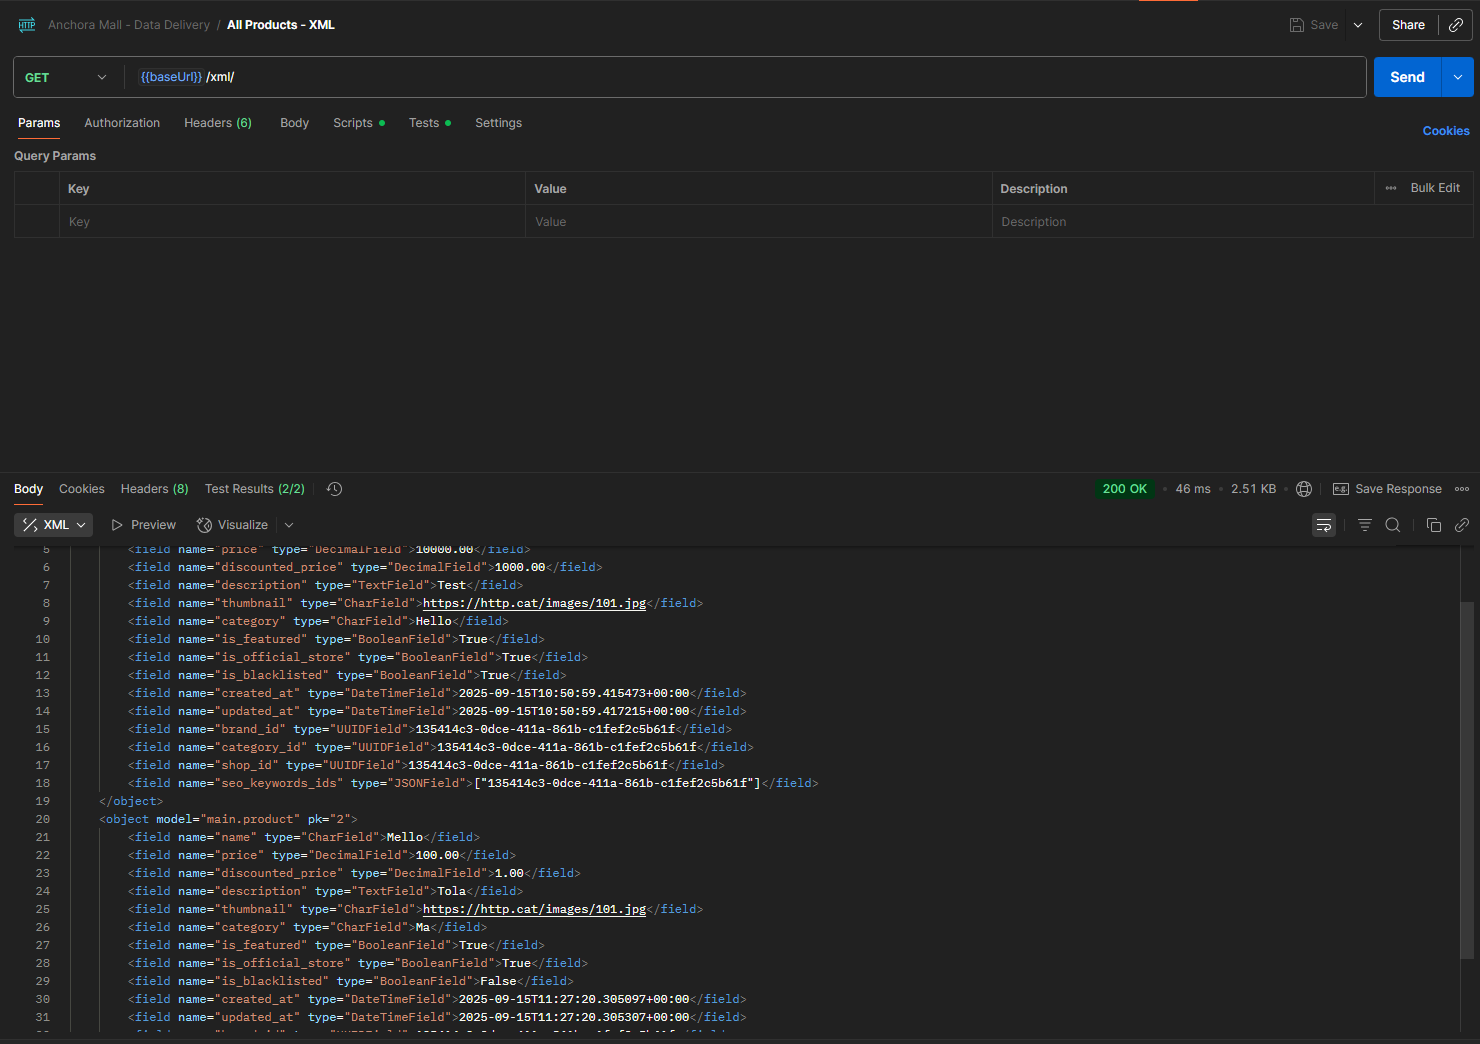 HTTP Anchora Mall - Data Delivery / All Products - XML Save Share
GET {{baseUrl}} /xml/ Send
Params Authorization Headers (6) Body Scripts Tests Settings Cookies
Query Params
Key Value Description Bulk Edit
Key Value Description
Body Cookies Headers (8) Test Results (2/2) 200 OK 46 ms 2.51 KB e.g. Save Response
XML Preview Visualize
5 <field name="price" type="DecimalField">10000.00</field>
6 <field name="discounted_price" type="DecimalField">1000.00</field>
7 <field name="description" type="TextField">Test</field>
8 <field name="thumbnail" type="CharField">https://http.cat/images/101.jpg</field>
9 <field name="category" type="CharField">Hello</field>
10 <field name="is_featured" type="BooleanField">True</field>
11 <field name="is_official_store" type="BooleanField">True</field>
12 <field name="is_blacklisted" type="BooleanField">True</field>
13 <field name="created_at" type="DateTimeField">2025-09-15T10:50:59.415473+00:00</field>
14 <field name="updated_at" type="DateTimeField">2025-09-15T10:50:59.417215+00:00</field>
15 <field name="brand_id" type="UUIDField">135414c3-0dce-411a-861b-c1fef2c5b61f</field>
16 <field name="category_id" type="UUIDField">135414c3-0dce-411a-861b-c1fef2c5b61f</field>
17 <field name="shop_id" type="UUIDField">135414c3-0dce-411a-861b-c1fef2c5b61f</field>
18 <field name="seo_keywords_ids" type="JSONField">["135414c3-0dce-411a-861b-c1fef2c5b61f"]</field>
19 </object>
20 <object model="main.product" pk="2">
21 <field name="name" type="CharField">Mello</field>
22 <field name="price" type="DecimalField">100.00</field>
23 <field name="discounted_price" type="DecimalField">1.00</field>
24 <field name="description" type="TextField">Tola</field>
25 <field name="thumbnail" type="CharField">https://http.cat/images/101.jpg</field>
26 <field name="category" type="CharField">Ma</field>
27 <field name="is_featured" type="BooleanField">True</field>
28 <field name="is_official_store" type="BooleanField">True</field>
29 <field name="is_blacklisted" type="BooleanField">False</field>
30 <field name="created_at" type="DateTimeField">2025-09-15T11:27:20.305097+00:00</field>
31 <field name="updated_at" type="DateTimeField">2025-09-15T11:27:20.305307+00:00</field>